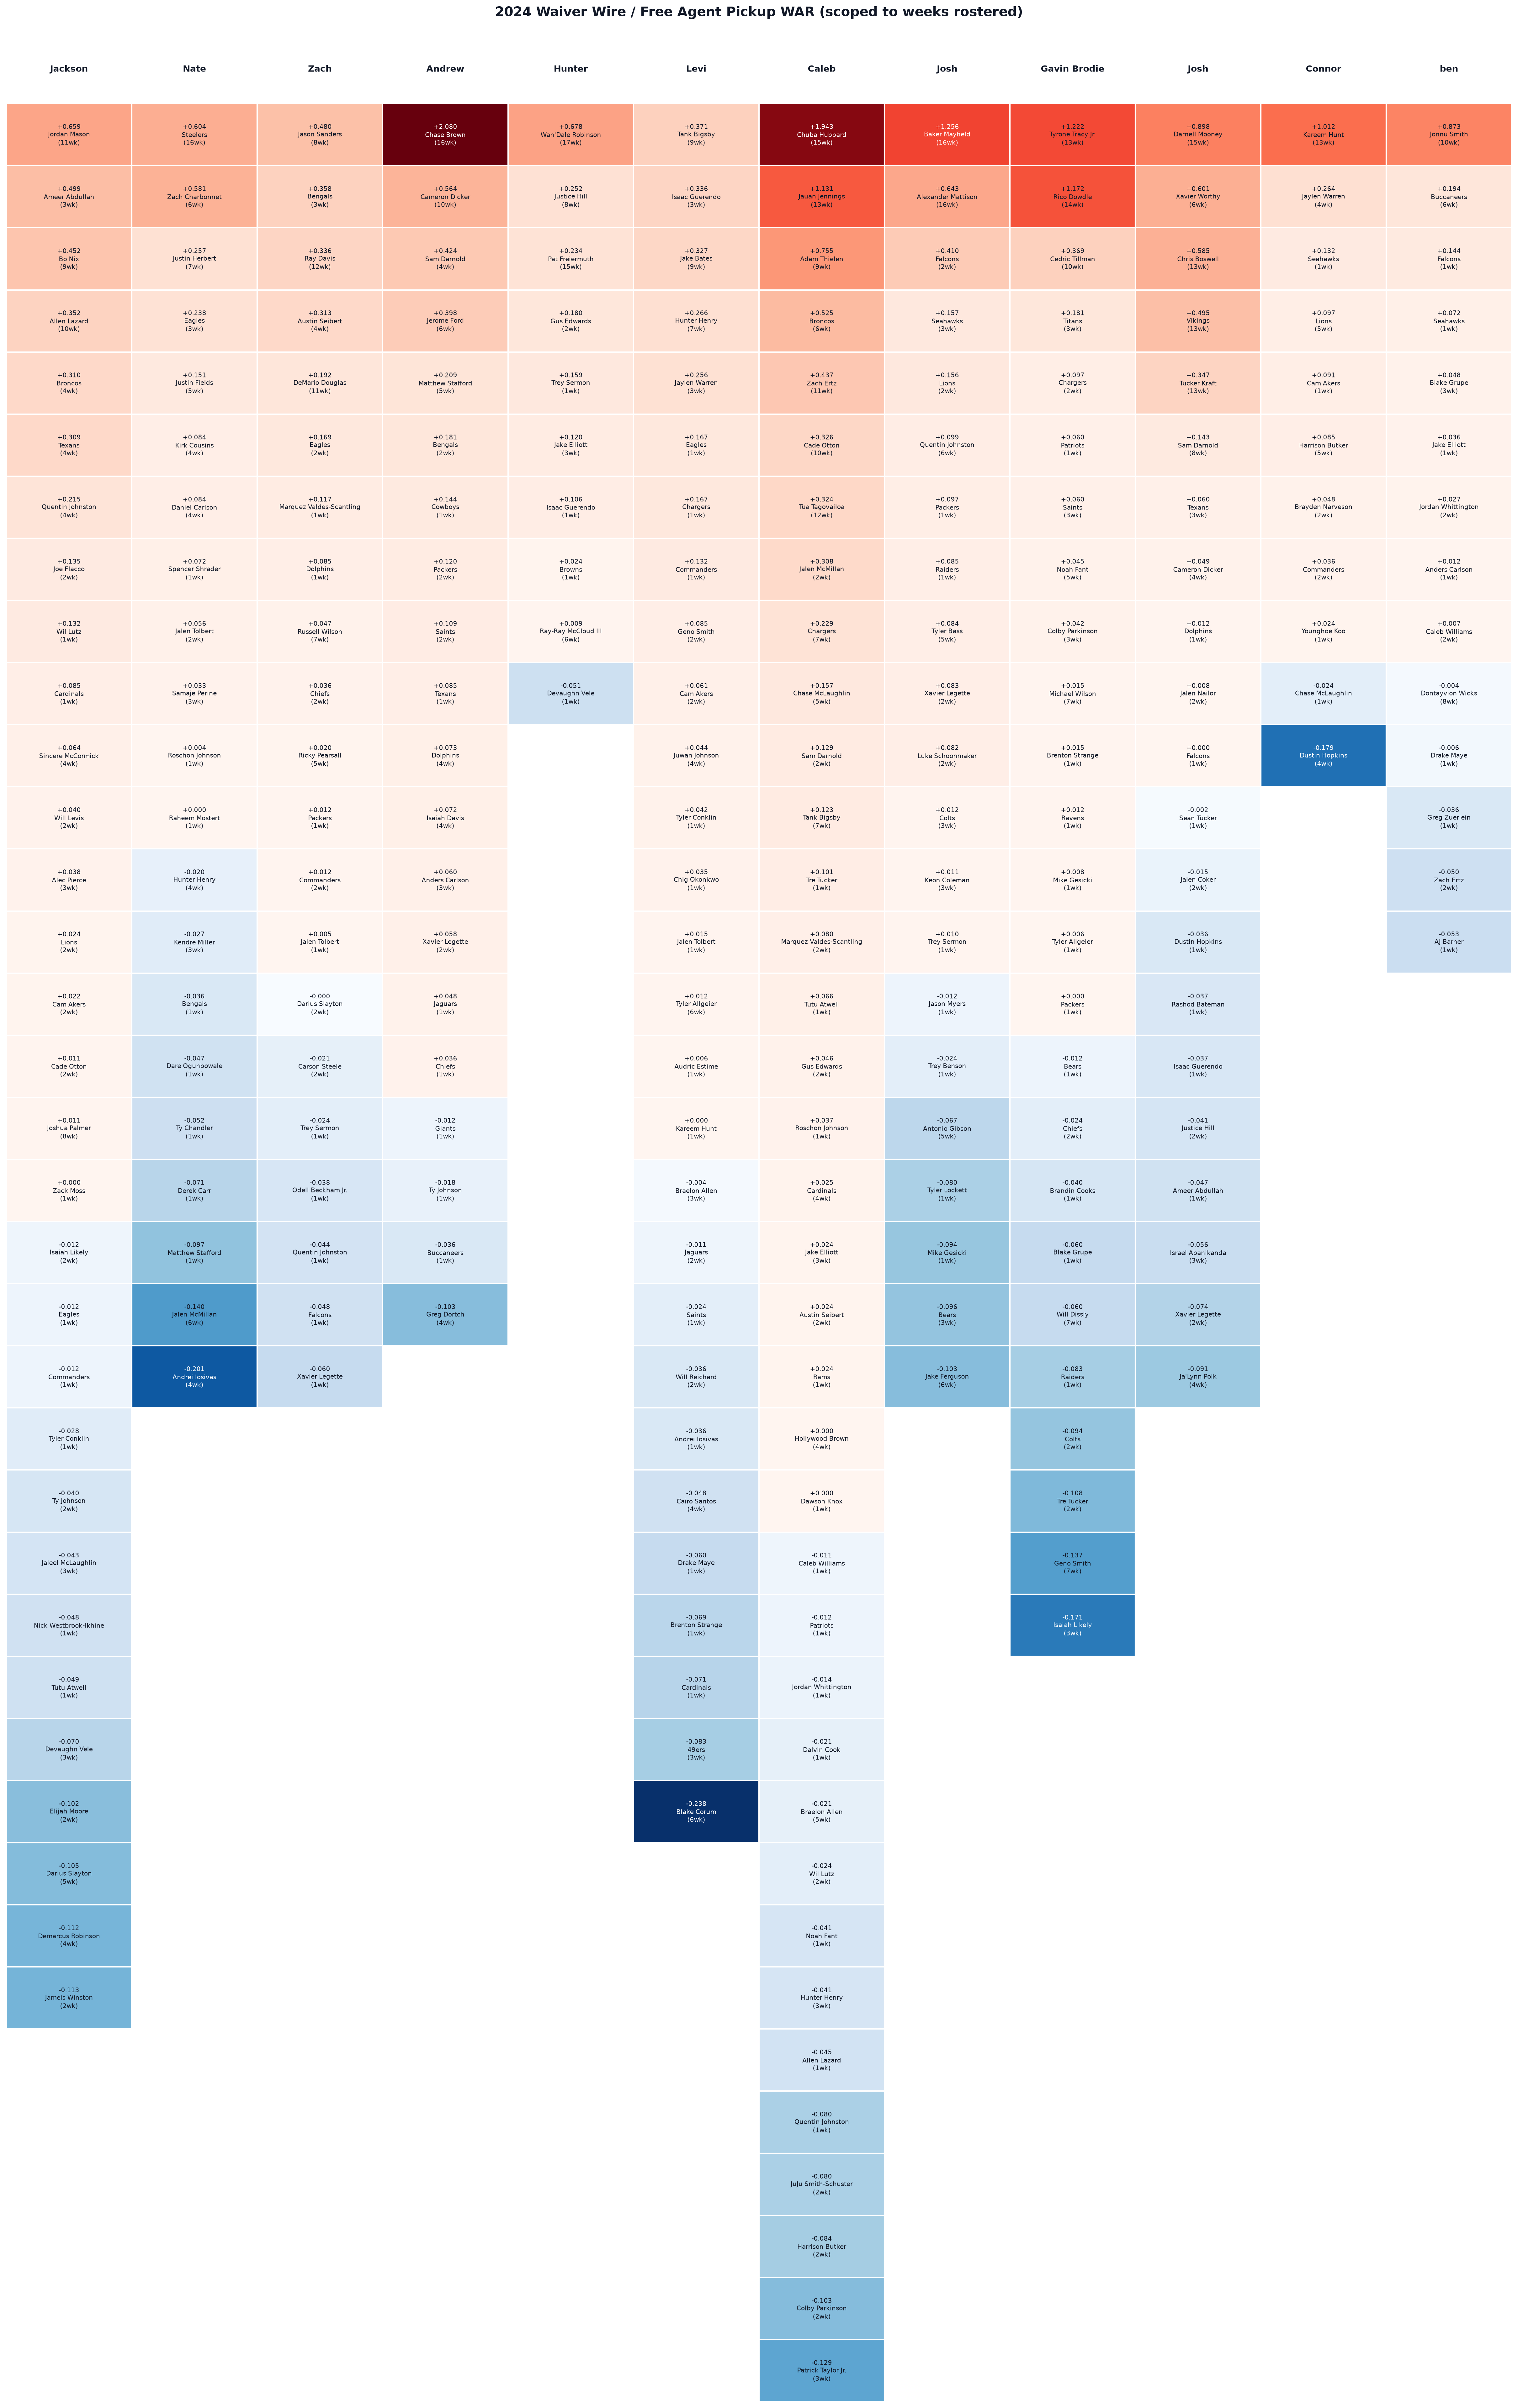 2024 Waiver Wire / Free Agent Pickup WAR (scoped to weeks rostered)
Jackson Nate Zach Andrew Hunter Levi Caleb Josh Gavin Brodie Josh Connor ben
+0.659 +0.604 +0.480 +2.080 +0.678 +0.371 +1.943 +1.256 +1.222 +0.898 +1.012 +0.873
Jordan Mason Steelers Jason Sanders Chase Brown Wan'Dale Robinson Tank Bigsby Chuba Hubbard Baker Mayfield Tyrone Tracy Jr. Darnell Mooney Kareem Hunt Jonnu Smith
(11wk) (16wk) (8wk) (16wk) (17wk) (9wk) (15wk) (16wk) (13wk) (15wk) (13wk) (10wk)
+0.499 +0.581 +0.358 +0.564 +0.252 +0.336 +1.131 +0.643 +1.172 +0.601 +0.264 +0.194
Ameer Abdullah Zach Charbonnet Bengals Cameron Dicker Justice Hill Isaac Guerendo Jauan Jennings Alexander Mattison Rico Dowdle Xavier Worthy Jaylen Warren Buccaneers
(3wk) (6wk) (3wk) (10wk) (8wk) (3wk) (13wk) (16wk) (14wk) (6wk) (4wk) (6wk)
+0.452 +0.257 +0.336 +0.424 +0.234 +0.327 +0.755 +0.410 +0.369 +0.585 +0.132 +0.144
Bo Nix Justin Herbert Ray Davis Sam Darnold Pat Freiermuth Jake Bates Adam Thielen Falcons Cedric Tillman Chris Boswell Seahawks Falcons
(9wk) (7wk) (12wk) (4wk) (15wk) (9wk) (9wk) (2wk) (10wk) (13wk) (1wk) (1wk)
+0.352 +0.238 +0.313 +0.398 +0.180 +0.266 +0.525 +0.157 +0.181 +0.495 +0.097 +0.072
Allen Lazard Eagles Austin Seibert Jerome Ford Gus Edwards Hunter Henry Broncos Seahawks Titans Vikings Lions Seahawks
(10wk) (3wk) (4wk) (6wk) (2wk) (7wk) (6wk) (3wk) (3wk) (13wk) (5wk) (1wk)
+0.310 +0.151 +0.192 +0.209 +0.159 +0.256 +0.437 +0.156 +0.097 +0.347 +0.091 +0.048
Broncos Justin Fields DeMario Douglas Matthew Stafford Trey Sermon Jaylen Warren Zach Ertz Lions Chargers Tucker Kraft Cam Akers Blake Grupe
(4wk) (5wk) (11wk) (5wk) (1wk) (3wk) (11wk) (2wk) (2wk) (13wk) (1wk) (3wk)
+0.309 +0.084 +0.169 +0.181 +0.120 +0.167 +0.326 +0.099 +0.060 +0.143 +0.085 +0.036
Texans Kirk Cousins Eagles Bengals Jake Elliott Eagles Cade Otton Quentin Johnston Patriots Sam Darnold Harrison Butker Jake Elliott
(4wk) (4wk) (2wk) (2wk) (3wk) (1wk) (10wk) (6wk) (1wk) (8wk) (5wk) (1wk)
+0.215 +0.084 +0.117 +0.144 +0.106 +0.167 +0.324 +0.097 +0.060 +0.060 +0.048 +0.027
Quentin Johnston Daniel Carlson Marquez Valdes-Scantling Cowboys Isaac Guerendo Chargers Tua Tagovailoa Packers Saints Texans Brayden Narveson Jordan Whittington
(4wk) (4wk) (1wk) (1wk) (1wk) (1wk) (12wk) (1wk) (3wk) (3wk) (2wk) (2wk)
+0.135 +0.072 +0.085 +0.120 +0.024 +0.132 +0.308 +0.085 +0.045 +0.049 +0.036 +0.012
Joe Flacco Spencer Shrader Dolphins Packers Browns Commanders Jalen McMillan Raiders Noah Fant Cameron Dicker Commanders Anders Carlson
(2wk) (1wk) (1wk) (2wk) (1wk) (1wk) (2wk) (1wk) (5wk) (4wk) (2wk) (1wk)
+0.132 +0.056 +0.047 +0.109 +0.009 +0.085 +0.229 +0.084 +0.042 +0.012 +0.024 +0.007
Wil Lutz Jalen Tolbert Russell Wilson Saints Ray-Ray McCloud III Geno Smith Chargers Tyler Bass Colby Parkinson Dolphins Younghoe Koo Caleb Williams
(1wk) (2wk) (7wk) (2wk) (6wk) (2wk) (7wk) (5wk) (3wk) (1wk) (1wk) (2wk)
+0.085 +0.033 +0.036 +0.085 -0.051 +0.061 +0.157 +0.083 +0.015 +0.008 -0.024 -0.004
Cardinals Samaje Perine Chiefs Texans Devaughn Vele Cam Akers Chase McLaughlin Xavier Legette Michael Wilson Jalen Nailor Chase McLaughlin Dontayvion Wicks
(1wk) (3wk) (2wk) (1wk) (1wk) (2wk) (5wk) (2wk) (7wk) (2wk) (1wk) (8wk)
+0.064 +0.004 +0.020 +0.073 +0.044 +0.129 +0.082 +0.015 +0.000 -0.179 -0.006
Sincere McCormick Roschon Johnson Ricky Pearsall Dolphins Juwan Johnson Sam Darnold Luke Schoonmaker Brenton Strange Falcons Dustin Hopkins Drake Maye
(4wk) (1wk) (5wk) (4wk) (4wk) (2wk) (2wk) (1wk) (1wk) (4wk) (1wk)
+0.040 +0.000 +0.012 +0.072 +0.042 +0.123 +0.012 +0.012 -0.002 -0.036
Will Levis Raheem Mostert Packers Isaiah Davis Tyler Conklin Tank Bigsby Colts Ravens Sean Tucker Greg Zuerlein
(2wk) (1wk) (1wk) (4wk) (1wk) (7wk) (3wk) (1wk) (1wk) (1wk)
+0.038 -0.020 +0.012 +0.060 +0.035 +0.101 +0.011 +0.008 -0.015 -0.050
Alec Pierce Hunter Henry Commanders Anders Carlson Chig Okonkwo Tre Tucker Keon Coleman Mike Gesicki Jalen Coker Zach Ertz
(3wk) (4wk) (2wk) (3wk) (1wk) (1wk) (3wk) (1wk) (2wk) (2wk)
+0.024 -0.027 +0.005 +0.058 +0.015 +0.080 +0.010 +0.006 -0.036 -0.053
Lions Kendre Miller Jalen Tolbert Xavier Legette Jalen Tolbert Marquez Valdes-Scantling Trey Sermon Tyler Allgeier Dustin Hopkins AJ Barner
(2wk) (3wk) (1wk) (2wk) (1wk) (2wk) (1wk) (1wk) (1wk) (1wk)
+0.022 -0.036 -0.000 +0.048 +0.012 +0.066 -0.012 +0.000 -0.037
Cam Akers Bengals Darius Slayton Jaguars Tyler Allgeier Tutu Atwell Jason Myers Packers Rashod Bateman
(2wk) (1wk) (2wk) (1wk) (6wk) (1wk) (1wk) (1wk) (1wk)
+0.011 -0.047 -0.021 +0.036 +0.006 +0.046 -0.024 -0.012 -0.037
Cade Otton Dare Ogunbowale Carson Steele Chiefs Audric Estime Gus Edwards Trey Benson Bears Isaac Guerendo
(2wk) (1wk) (2wk) (1wk) (1wk) (2wk) (1wk) (1wk) (1wk)
+0.011 -0.052 -0.024 -0.012 +0.000 +0.037 -0.067 -0.024 -0.041
Joshua Palmer Ty Chandler Trey Sermon Giants Kareem Hunt Roschon Johnson Antonio Gibson Chiefs Justice Hill
(8wk) (1wk) (1wk) (1wk) (1wk) (1wk) (5wk) (2wk) (2wk)
+0.000 -0.071 -0.038 -0.018 -0.004 +0.025 -0.080 -0.040 -0.047
Zack Moss Derek Carr Odell Beckham Jr. Ty Johnson Braelon Allen Cardinals Tyler Lockett Brandin Cooks Ameer Abdullah
(1wk) (1wk) (1wk) (1wk) (3wk) (4wk) (1wk) (1wk) (1wk)
-0.012 -0.097 -0.044 -0.036 -0.011 +0.024 -0.094 -0.060 -0.056
Isaiah Likely Matthew Stafford Quentin Johnston Buccaneers Jaguars Jake Elliott Mike Gesicki Blake Grupe Israel Abanikanda
(2wk) (1wk) (1wk) (1wk) (2wk) (3wk) (1wk) (1wk) (3wk)
-0.012 -0.140 -0.048 -0.103 -0.024 +0.024 -0.096 -0.060 -0.074
Eagles Jalen McMillan Falcons Greg Dortch Saints Austin Seibert Bears Will Dissly Xavier Legette
(1wk) (6wk) (1wk) (4wk) (1wk) (2wk) (3wk) (7wk) (2wk)
-0.012 -0.201 -0.060 -0.036 +0.024 -0.103 -0.083 -0.091
Commanders Andrei Iosivas Xavier Legette Will Reichard Rams Jake Ferguson Raiders Ja'Lynn Polk
(1wk) (4wk) (1wk) (2wk) (1wk) (6wk) (1wk) (4wk)
-0.028 -0.036 +0.000 -0.094
Tyler Conklin Andrei Iosivas Hollywood Brown Colts
(1wk) (1wk) (4wk) (2wk)
-0.040 -0.048 +0.000 -0.108
Ty Johnson Cairo Santos Dawson Knox Tre Tucker
(2wk) (4wk) (1wk) (2wk)
-0.043 -0.060 -0.011 -0.137
Jaleel McLaughlin Drake Maye Caleb Williams Geno Smith
(3wk) (1wk) (1wk) (7wk)
-0.048 -0.069 -0.012 -0.171
Nick Westbrook-Ikhine Brenton Strange Patriots Isaiah Likely
(1wk) (1wk) (1wk) (3wk)
-0.049 -0.071 -0.014
Tutu Atwell Cardinals Jordan Whittington
(1wk) (1wk) (1wk)
-0.070 -0.083 -0.021
Devaughn Vele 49ers Dalvin Cook
(3wk) (3wk) (1wk)
-0.102 -0.238 -0.021
Elijah Moore Blake Corum Braelon Allen
(2wk) (6wk) (5wk)
-0.105 -0.024
Darius Slayton Wil Lutz
(5wk) (2wk)
-0.112 -0.041
Demarcus Robinson Noah Fant
(4wk) (1wk)
-0.113 -0.041
Jameis Winston Hunter Henry
(2wk) (3wk)
-0.045
Allen Lazard
(1wk)
-0.080
Quentin Johnston
(1wk)
-0.080
JuJu Smith-Schuster
(2wk)
-0.084
Harrison Butker
(2wk)
-0.103
Colby Parkinson
(2wk)
-0.129
Patrick Taylor Jr.
(3wk)